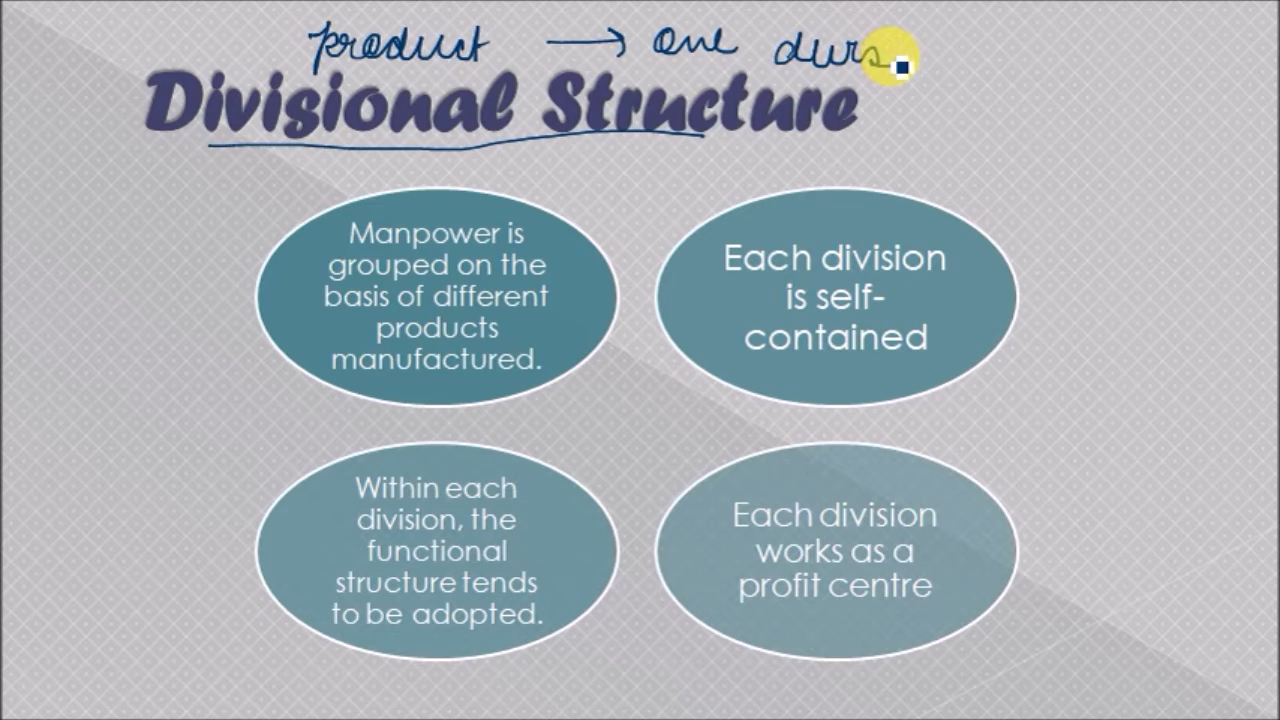 product → one
Divisional Structure
Manpower is
grouped on the
basis of different
products
manufactured.
Each division
is self-
contained
Within each
division, the
functional
structure tends
to be adopted.
Each division
works as a
profit centre